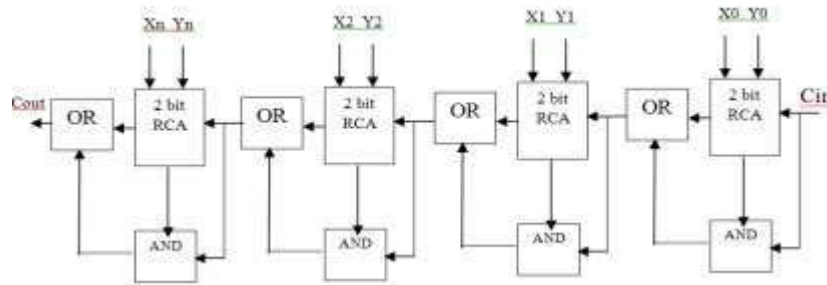 Xn Yn
X2 Y2
X1 Y1
X0 Y0
Cout
OR
2 bit
RCA
OR
2 bit
RCA
OR
2 bit
RCA
OR
2 bit
RCA
Cin
AND
AND
AND
AND